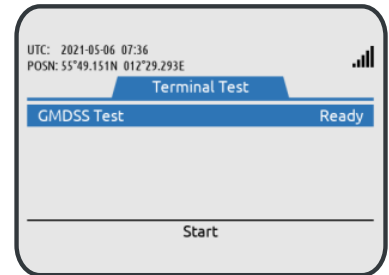 UTC: 2021-05-06 07:36
POSN: 55°49.151N 012°29.293E
Terminal Test
GMDSS Test Ready
Start